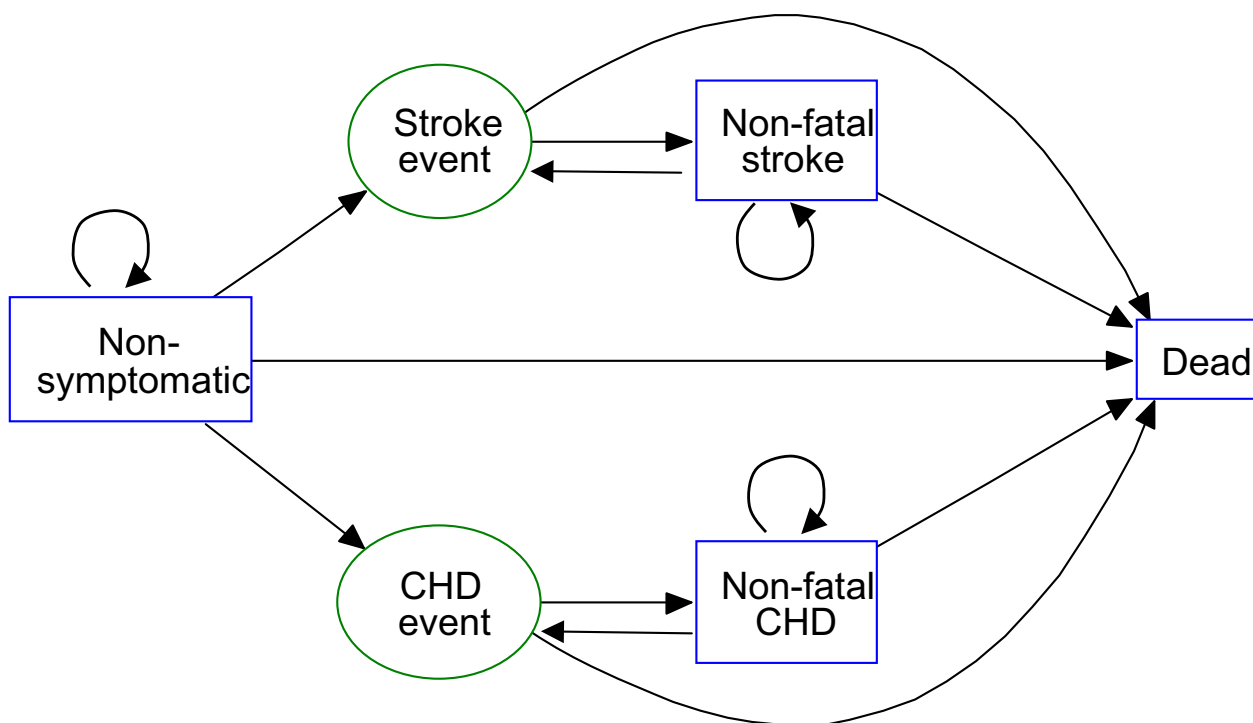 Stroke
event
Non-fatal
stroke
Non-
symptomatic
Dead
CHD
event
Non-fatal
CHD